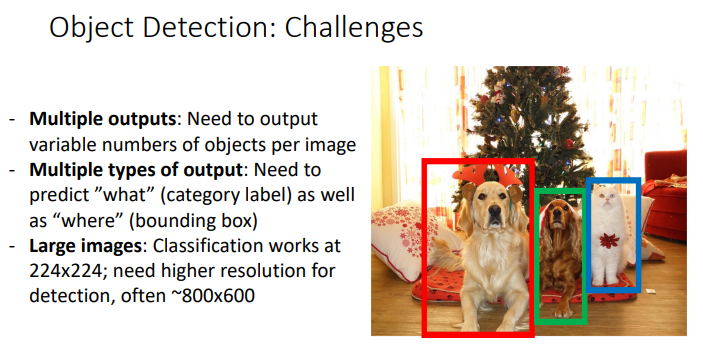 Object Detection: Challenges
- Multiple outputs: Need to output
variable numbers of objects per image
- Multiple types of output: Need to
predict ”what” (category label) as well
as “where” (bounding box)
- Large images: Classification works at
224x224; need higher resolution for
detection, often ~800x600